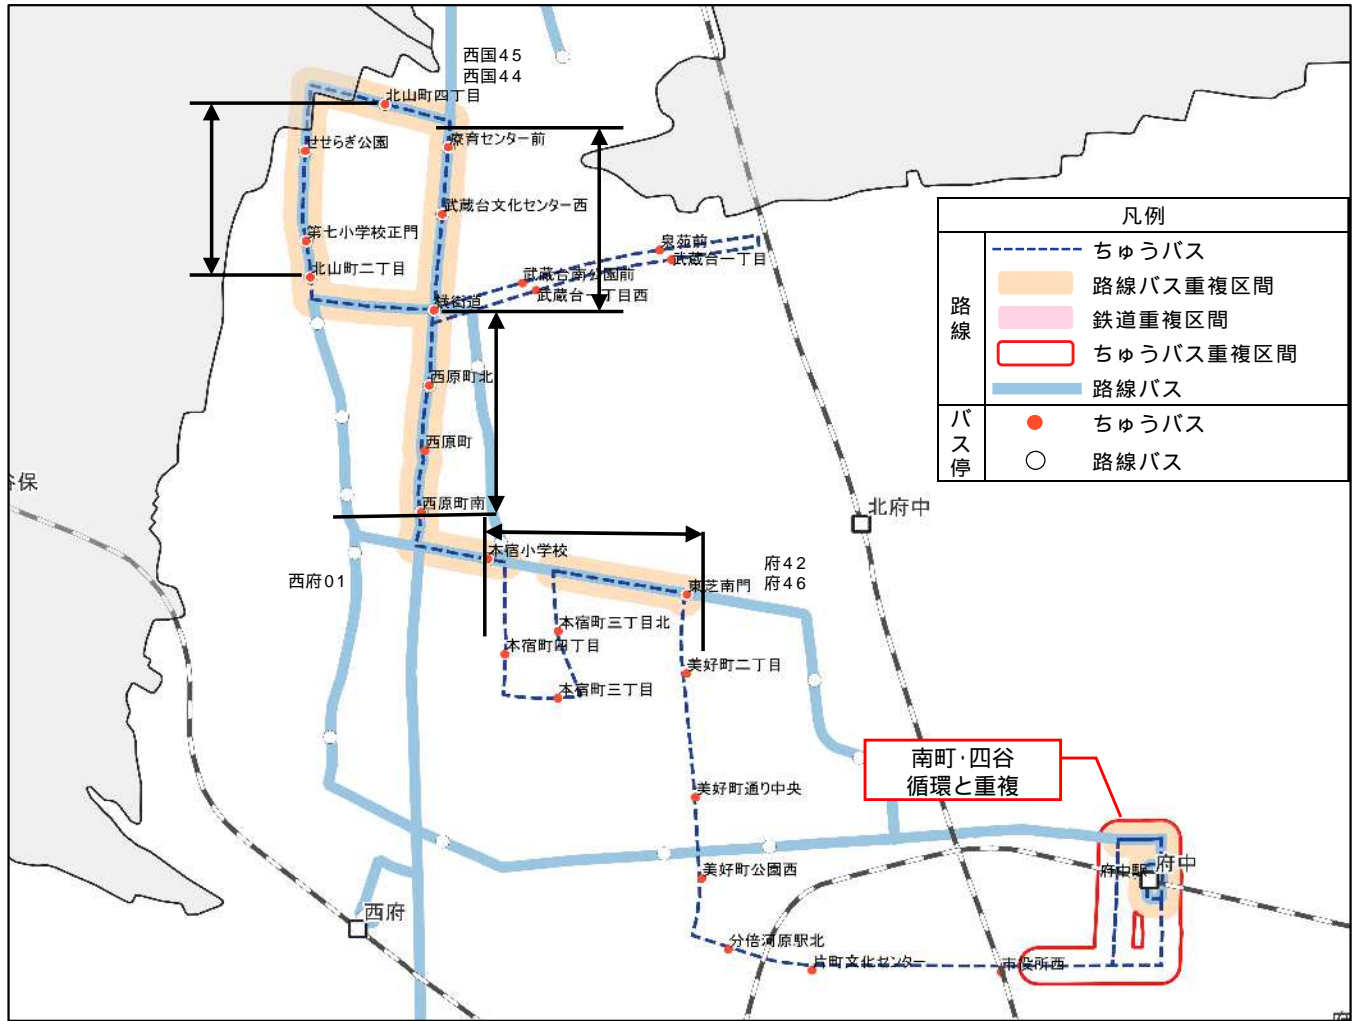 西国45
西国44
北山町四丁目
せせらぎ公園
療育センター前
武蔵台文化センター西
第七小学校正門
北山町二丁目
泉苑前
武蔵台一丁目
武蔵台南公園前
武蔵台一丁目西
銭街道
西原町北
西原町
西原町南
本宿小学校
西府01
府42
府46
東芝南門
本宿町三丁目北
本宿町四丁目
本宿町三丁目
美好町二丁目
美好町通り中央
美好町公園西
分倍河原駅北
片町文化センター
市役所西
谷保
北府中
西府
府中駅
府中
南町・四谷
循環と重複
凡例
路線
ちゅうバス
路線バス重複区間
鉄道重複区間
ちゅうバス重複区間
路線バス
バス停
ちゅうバス
路線バス